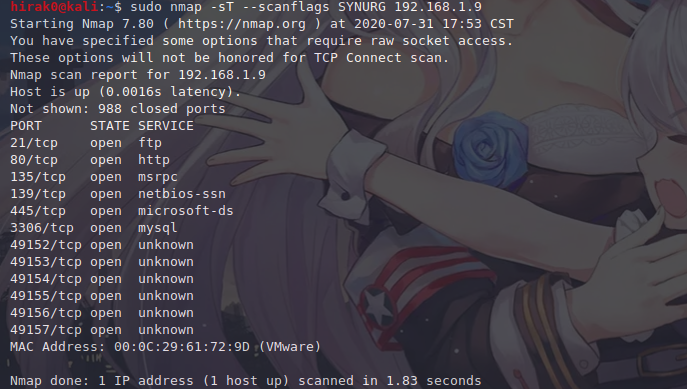 hirak0@kali:~$ sudo nmap -sT --scanflags SYNURG 192.168.1.9
Starting Nmap 7.80 ( https://nmap.org ) at 2020-07-31 17:53 CST
You have specified some options that require raw socket access.
These options will not be honored for TCP Connect scan.
Nmap scan report for 192.168.1.9
Host is up (0.0016s latency).
Not shown: 988 closed ports
PORT      STATE SERVICE
21/tcp    open  ftp
80/tcp    open  http
135/tcp   open  msrpc
139/tcp   open  netbios-ssn
445/tcp   open  microsoft-ds
3306/tcp  open  mysql
49152/tcp open  unknown
49153/tcp open  unknown
49154/tcp open  unknown
49155/tcp open  unknown
49156/tcp open  unknown
49157/tcp open  unknown
MAC Address: 00:0C:29:61:72:9D (VMware)
Nmap done: 1 IP address (1 host up) scanned in 1.83 seconds